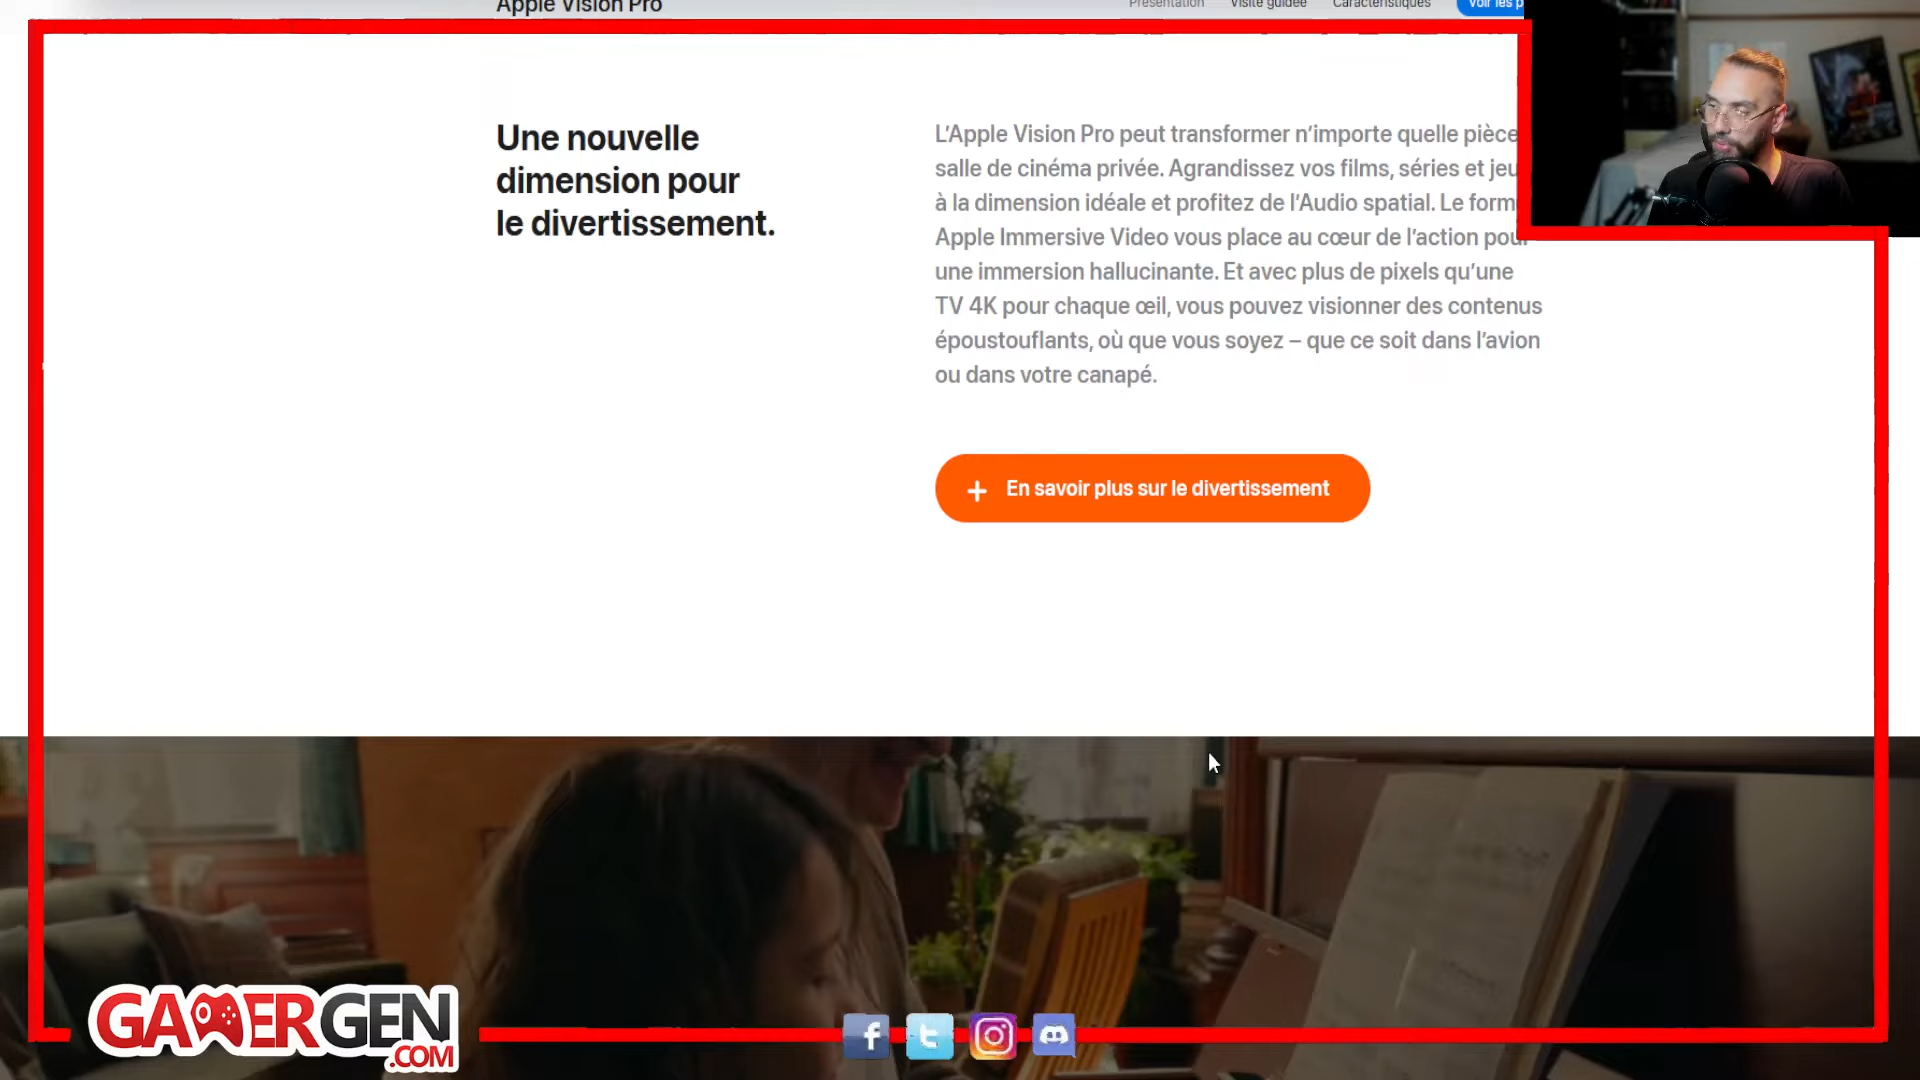 Apple Vision Pro
Présentation Visite guidée Caractéristiques Voir les p
Une nouvelle
dimension pour
le divertissement.
L’Apple Vision Pro peut transformer n’importe quelle pièce
salle de cinéma privée. Agrandissez vos films, séries et jeu
à la dimension idéale et profitez de l’Audio spatial. Le form
Apple Immersive Video vous place au cœur de l’action pour
une immersion hallucinante. Et avec plus de pixels qu’une
TV 4K pour chaque œil, vous pouvez visionner des contenus
époustouflants, où que vous soyez – que ce soit dans l’avion
ou dans votre canapé.
+ En savoir plus sur le divertissement
GAMERGEN
.COM